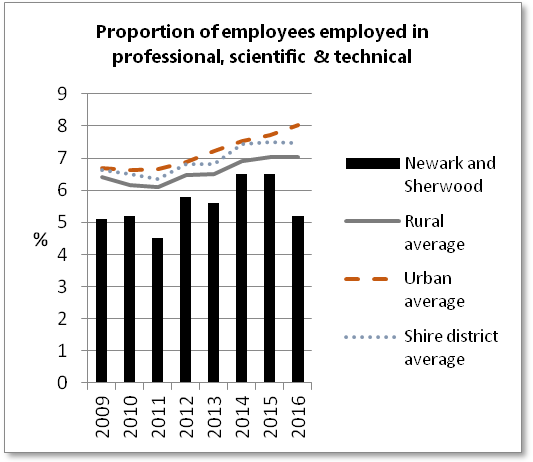 Proportion of employees employed in
professional, scientific & technical
9
8
7
6
5
4
3
2
1
0
%
2009
2010
2011
2012
2013
2014
2015
2016
Newark and
Sherwood
Rural
average
Urban
average
Shire district
average